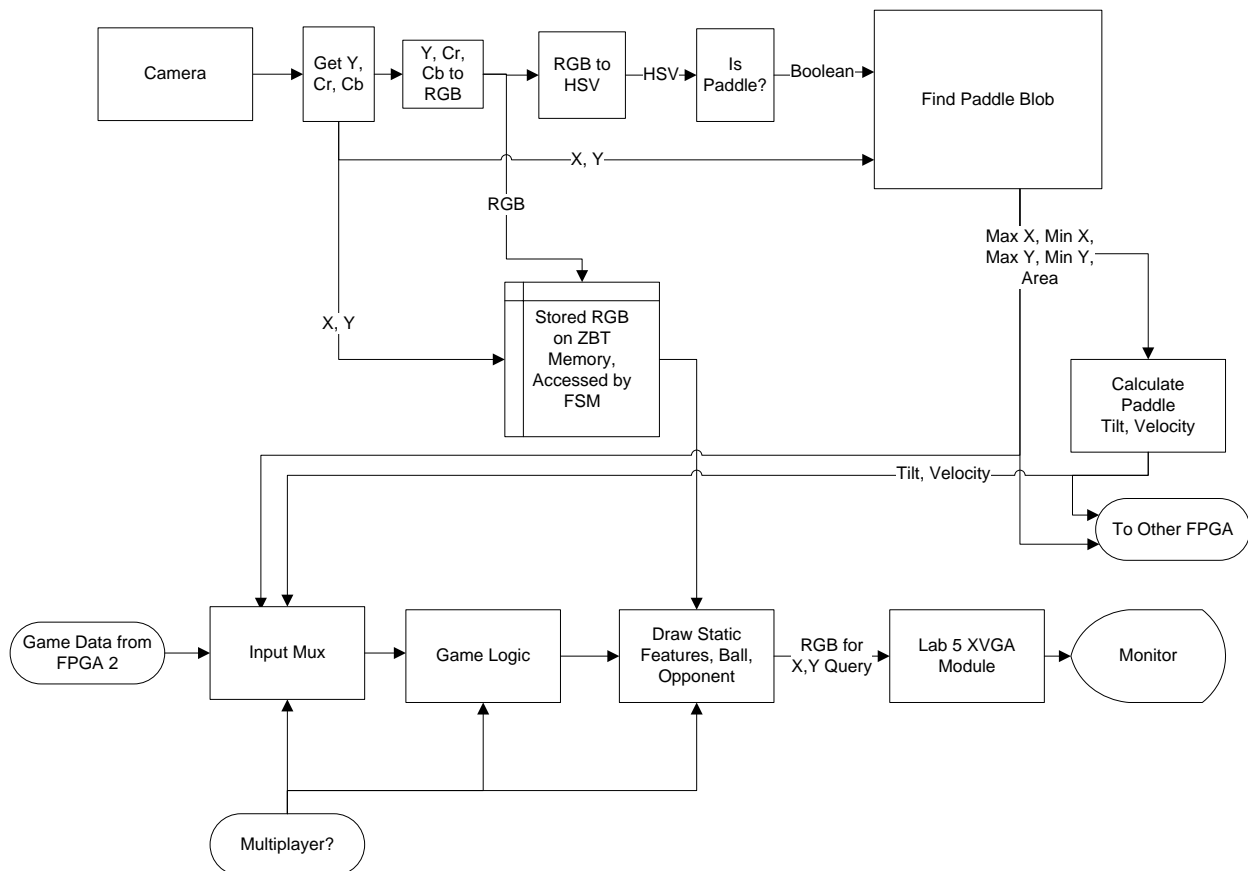 Camera
Get Y,
Cr, Cb
Y, Cr,
Cb to
RGB
RGB to
HSV
HSV
Is
Paddle?
Boolean
Find Paddle Blob
X, Y
RGB
Max X, Min X,
Max Y, Min Y,
Area
X, Y
Stored RGB
on ZBT
Memory,
Accessed by
FSM
Calculate
Paddle
Tilt, Velocity
Tilt, Velocity
To Other FPGA
Game Data from
FPGA 2
Input Mux
Game Logic
Draw Static
Features, Ball,
Opponent
RGB for
X,Y Query
Lab 5 XVGA
Module
Monitor
Multiplayer?